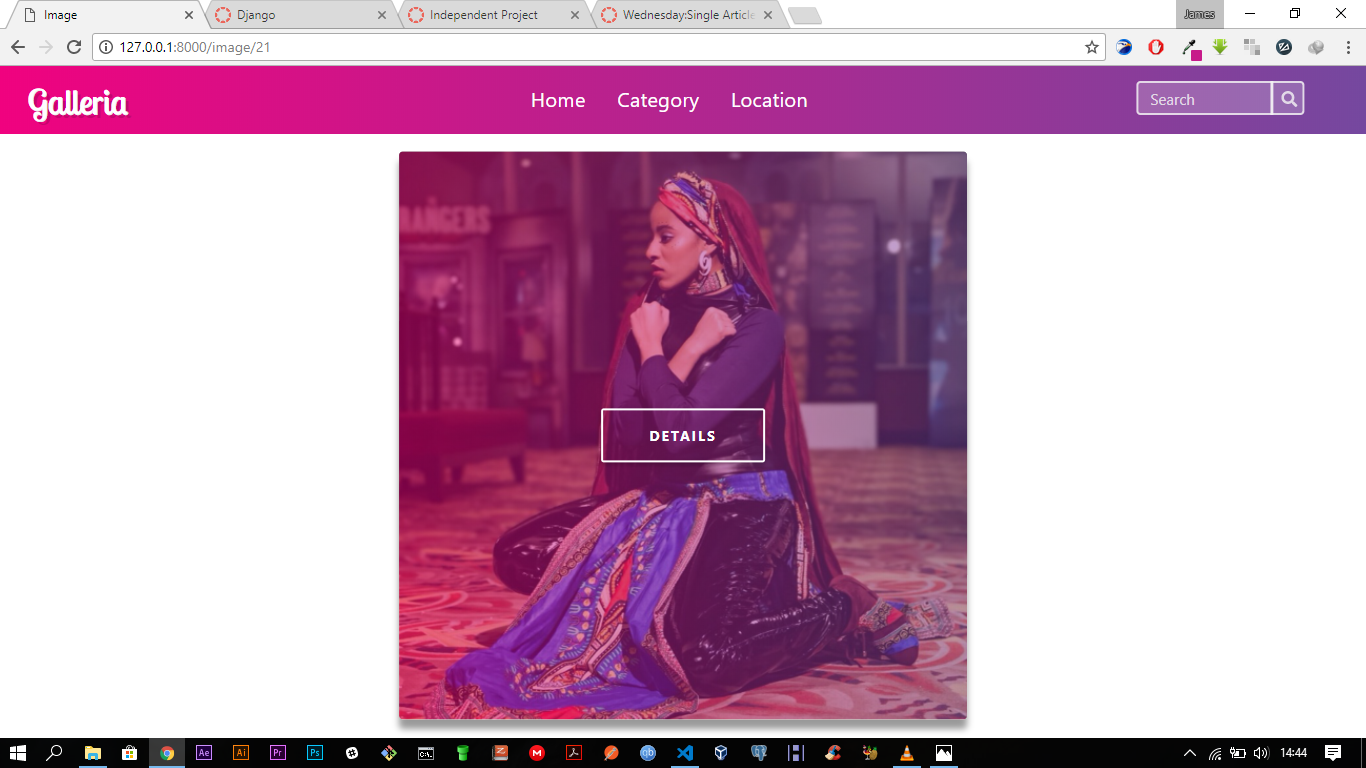 Image
Django
Independent Project
Wednesday:Single Article
James
127.0.0.1:8000/image/21
Galleria
Home
Category
Location
Search
RANGERS
DETAILS
Ae
Ai
Pr
Ps
C:\.
Z
M
gb
H
14:44